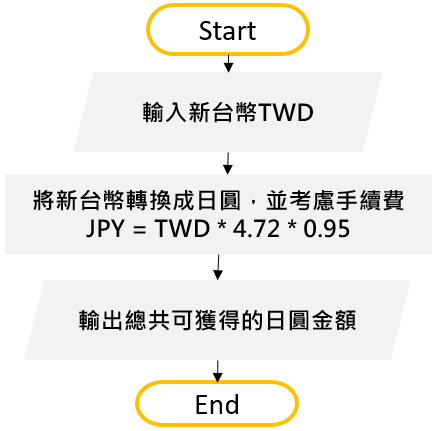 Start
輸入新台幣TWD
將新台幣轉換成日圓，並考慮手續費
JPY = TWD * 4.72 * 0.95
輸出總共可獲得的日圓金額
End